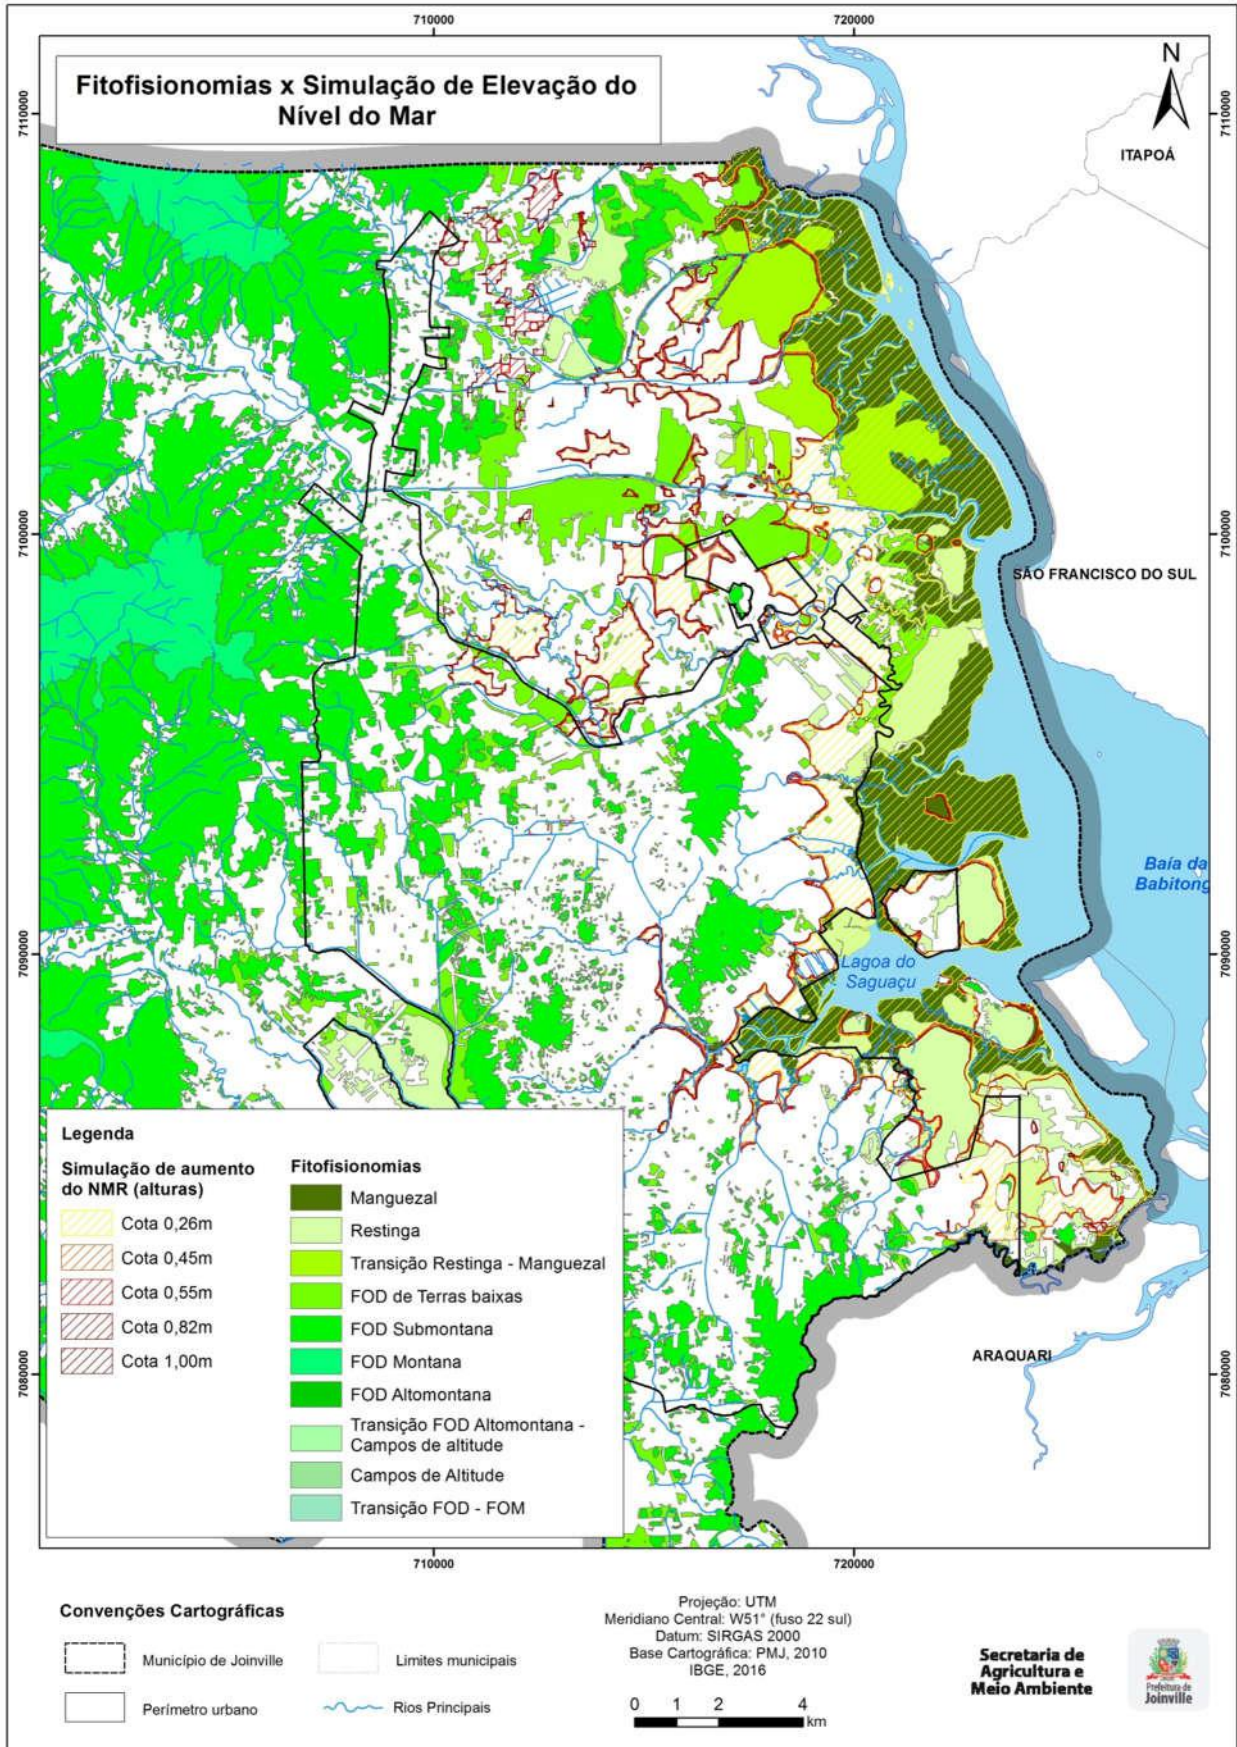 710000
720000
Fitofisionomias x Simulação de Elevação do
Nível do Mar
N
7110000
7110000
ITAPOÁ
7100000
7100000
SÃO FRANCISCO DO SUL
Baía da
Babitong
7090000
7090000
Lagoa do
Saguaçu
Legenda
Simulação de aumento
do NMR (alturas)
Cota 0,26m
Cota 0,45m
Cota 0,55m
Cota 0,82m
Cota 1,00m
Fitofisionomias
Manguezal
Restinga
Transição Restinga - Manguezal
FOD de Terras baixas
FOD Submontana
FOD Montana
FOD Altomontana
Transição FOD Altomontana -
Campos de altitude
Campos de Altitude
Transição FOD - FOM
ARAQUARI
7080000
7080000
710000
720000
Convenções Cartográficas
Município de Joinville
Limites municipais
Perímetro urbano
Rios Principais
Projeção: UTM
Meridiano Central: W51° (fuso 22 sul)
Datum: SIRGAS 2000
Base Cartográfica: PMJ, 2010
IBGE, 2016
0 1 2 4
km
Secretaria de
Agricultura e
Meio Ambiente
Prefeitura de
Joinville